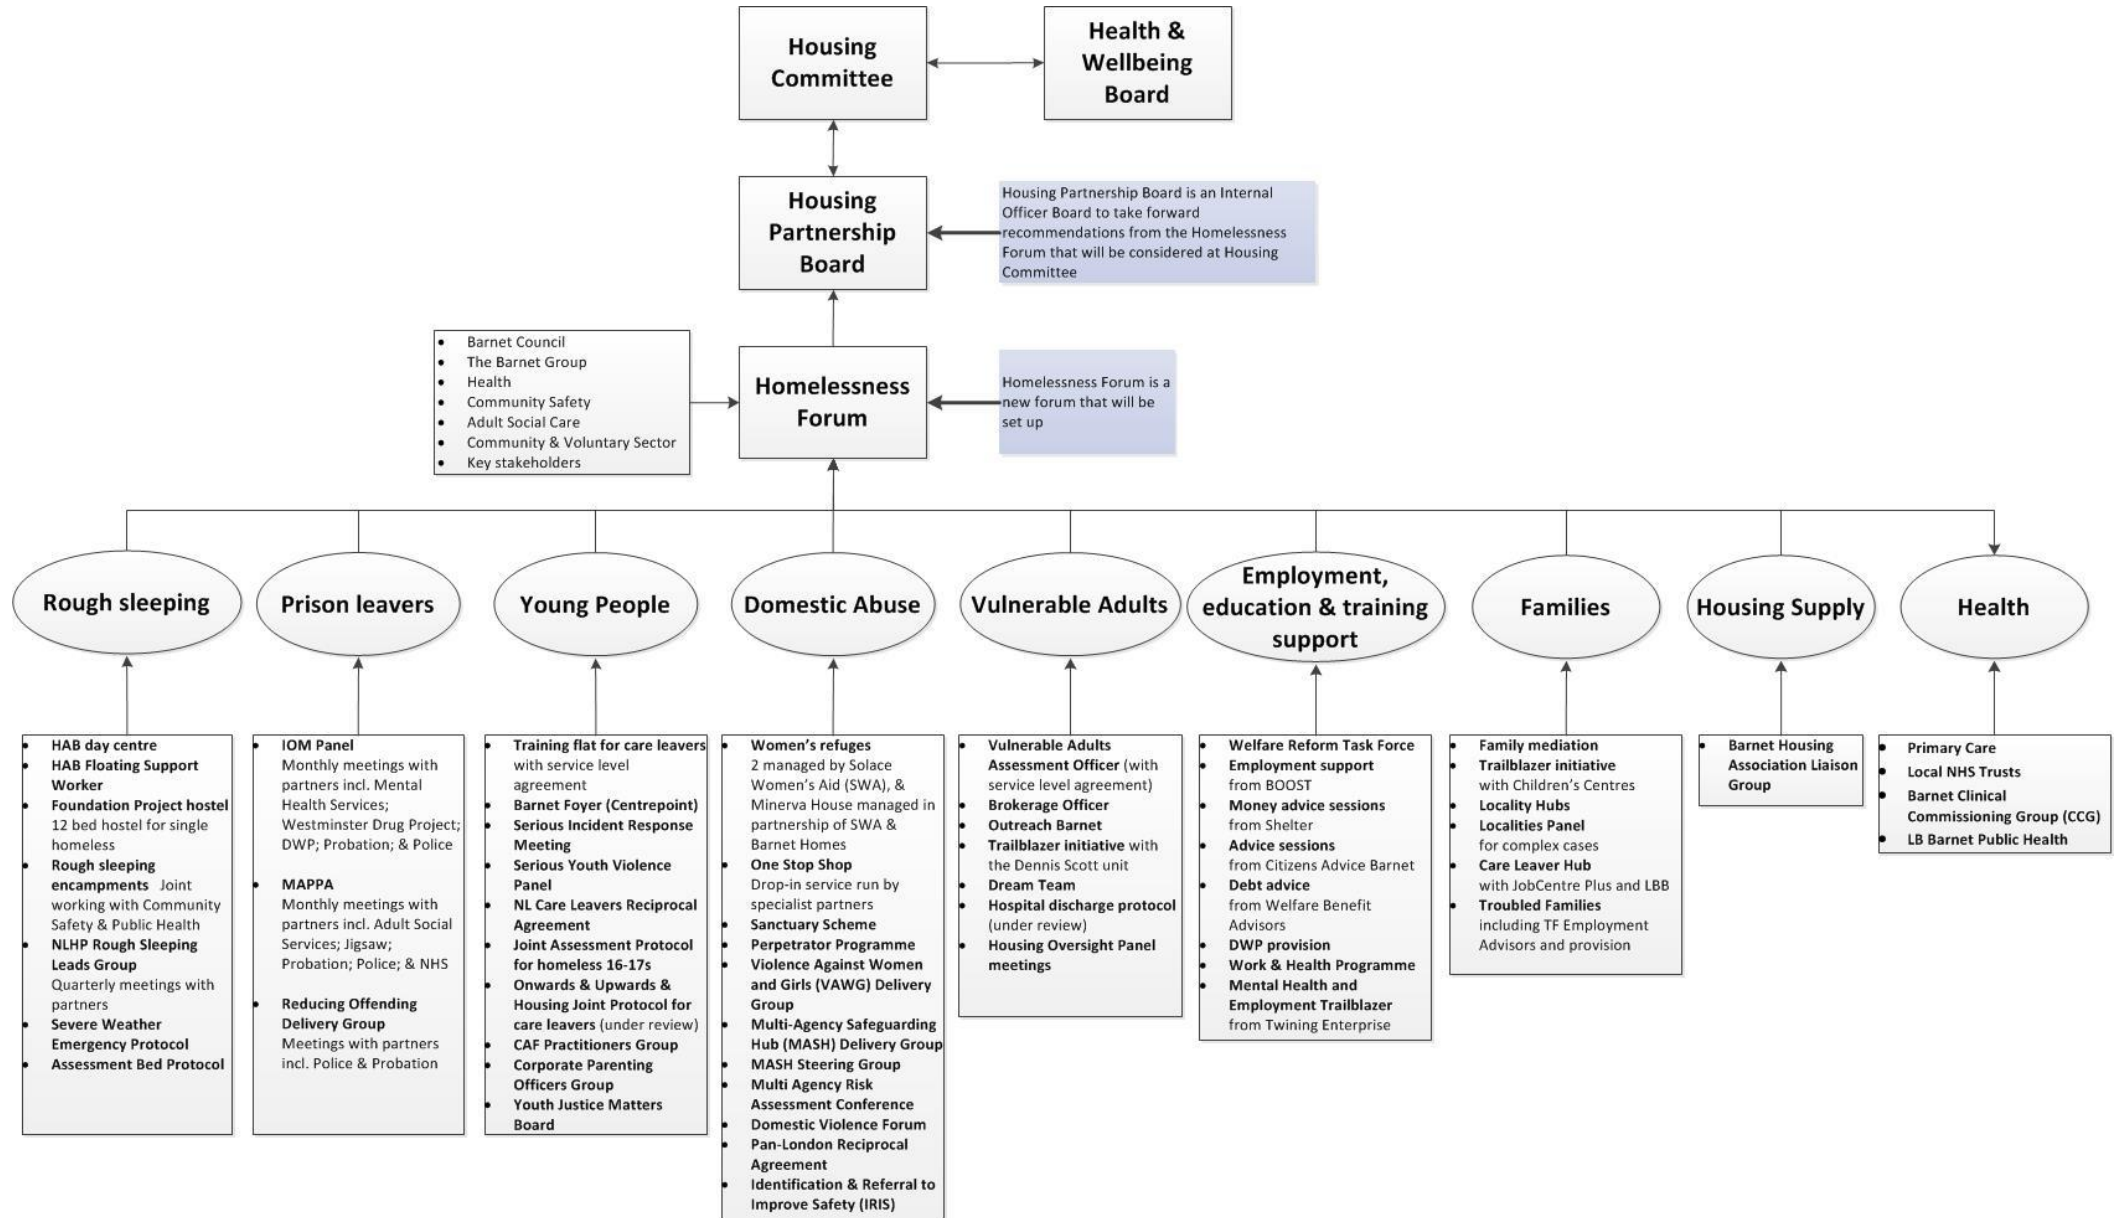 Housing
Committee
Health &
Wellbeing
Board
Housing
Partnership
Board
Housing Partnership Board is an Internal
Officer Board to take forward
recommendations from the Homelessness
Forum that will be considered at Housing
Committee
• Barnet Council
• The Barnet Group
• Health
• Community Safety
• Adult Social Care
• Community & Voluntary Sector
• Key stakeholders
Homelessness
Forum
Homelessness Forum is a
new forum that will be
set up
Rough sleeping
Prison leavers
Young People
Domestic Abuse
Vulnerable Adults
Employment,
education & training
support
Families
Housing Supply
Health
• HAB day centre
• HAB Floating Support
Worker
• Foundation Project hostel
12 bed hostel for single
homeless
• Rough sleeping
encampments Joint
working with Community
Safety & Public Health
• NLHP Rough Sleeping
Leads Group
Quarterly meetings with
partners
• Severe Weather
Emergency Protocol
• Assessment Bed Protocol
• IOM Panel
Monthly meetings with
partners incl. Mental
Health Services;
Westminster Drug Project;
DWP; Probation; & Police
• MAPPA
Monthly meetings with
partners incl. Adult Social
Services; Jigsaw;
Probation; Police; & NHS
• Reducing Offending
Delivery Group
Meetings with partners
incl. Police & Probation
• Training flat for care leavers
with service level
agreement
• Barnet Foyer (Centrepoint)
• Serious Incident Response
Meeting
• Serious Youth Violence
Panel
• NL Care Leavers Reciprocal
Agreement
• Joint Assessment Protocol
for homeless 16-17s
• Onwards & Upwards &
Housing Joint Protocol for
care leavers (under review)
• CAF Practitioners Group
• Corporate Parenting
Officers Group
• Youth Justice Matters
Board
• Women's refuges
2 managed by Solace
Women's Aid (SWA), &
Minerva House managed in
partnership of SWA &
Barnet Homes
• One Stop Shop
Drop-in service run by
specialist partners
• Sanctuary Scheme
• Perpetrator Programme
• Violence Against Women
and Girls (VAWG) Delivery
Group
• Multi-Agency Safeguarding
Hub (MASH) Delivery Group
• MASH Steering Group
• Multi Agency Risk
Assessment Conference
• Domestic Violence Forum
• Pan-London Reciprocal
Agreement
• Identification & Referral to
Improve Safety (IRIS)
• Vulnerable Adults
Assessment Officer (with
service level agreement)
• Brokerage Officer
• Outreach Barnet
• Trailblazer initiative with
the Dennis Scott unit
• Dream Team
• Hospital discharge protocol
(under review)
• Housing Oversight Panel
meetings
• Welfare Reform Task Force
• Employment support
from BOOST
• Money advice sessions
from Shelter
• Advice sessions
from Citizens Advice Barnet
• Debt advice
from Welfare Benefit
Advisors
• DWP provision
• Work & Health Programme
• Mental Health and
Employment Trailblazer
from Twining Enterprise
• Family mediation
• Trailblazer initiative
with Children's Centres
• Locality Hubs
• Localities Panel
for complex cases
• Care Leaver Hub
with JobCentre Plus and LBB
• Troubled Families
including TF Employment
Advisors and provision
• Barnet Housing
Association Liaison
Group
• Primary Care
• Local NHS Trusts
• Barnet Clinical
Commissioning Group (CCG)
• LB Barnet Public Health